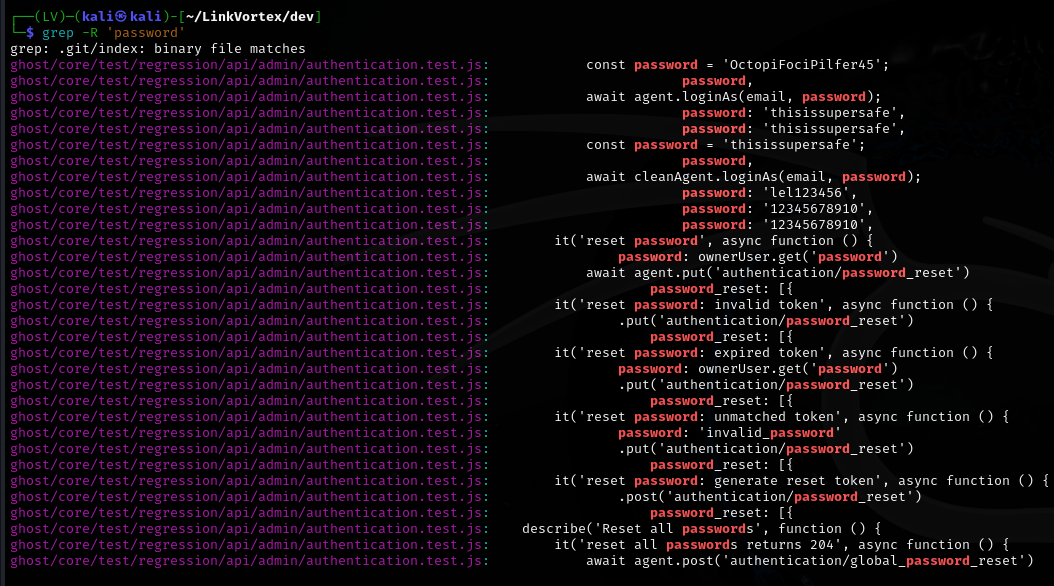 ┌──(LV)─(kali㉿kali)-[~/LinkVortex/dev]
└─$ grep -R 'password'
grep: .git/index: binary file matches
ghost/core/test/regression/api/admin/authentication.test.js:            const password = 'OctopiFociPilfer45';
ghost/core/test/regression/api/admin/authentication.test.js:                        password,
ghost/core/test/regression/api/admin/authentication.test.js:            await agent.loginAs(email, password);
ghost/core/test/regression/api/admin/authentication.test.js:                        password: 'thisissupersafe',
ghost/core/test/regression/api/admin/authentication.test.js:                        password: 'thisissupersafe',
ghost/core/test/regression/api/admin/authentication.test.js:            const password = 'thisissupersafe';
ghost/core/test/regression/api/admin/authentication.test.js:                        password,
ghost/core/test/regression/api/admin/authentication.test.js:            await cleanAgent.loginAs(email, password);
ghost/core/test/regression/api/admin/authentication.test.js:                        password: 'lel123456',
ghost/core/test/regression/api/admin/authentication.test.js:                        password: '12345678910',
ghost/core/test/regression/api/admin/authentication.test.js:                        password: '12345678910',
ghost/core/test/regression/api/admin/authentication.test.js:        it('reset password', async function () {
ghost/core/test/regression/api/admin/authentication.test.js:                password: ownerUser.get('password')
ghost/core/test/regression/api/admin/authentication.test.js:            await agent.put('authentication/password_reset')
ghost/core/test/regression/api/admin/authentication.test.js:                    password_reset: [{
ghost/core/test/regression/api/admin/authentication.test.js:        it('reset password: invalid token', async function () {
ghost/core/test/regression/api/admin/authentication.test.js:                .put('authentication/password_reset')
ghost/core/test/regression/api/admin/authentication.test.js:                    password_reset: [{
ghost/core/test/regression/api/admin/authentication.test.js:        it('reset password: expired token', async function () {
ghost/core/test/regression/api/admin/authentication.test.js:                password: ownerUser.get('password')
ghost/core/test/regression/api/admin/authentication.test.js:                .put('authentication/password_reset')
ghost/core/test/regression/api/admin/authentication.test.js:                    password_reset: [{
ghost/core/test/regression/api/admin/authentication.test.js:        it('reset password: unmatched token', async function () {
ghost/core/test/regression/api/admin/authentication.test.js:                password: 'invalid_password'
ghost/core/test/regression/api/admin/authentication.test.js:                .put('authentication/password_reset')
ghost/core/test/regression/api/admin/authentication.test.js:                    password_reset: [{
ghost/core/test/regression/api/admin/authentication.test.js:        it('reset password: generate reset token', async function () {
ghost/core/test/regression/api/admin/authentication.test.js:                .post('authentication/password_reset')
ghost/core/test/regression/api/admin/authentication.test.js:                    password_reset: [{
ghost/core/test/regression/api/admin/authentication.test.js:    describe('Reset all passwords', function () {
ghost/core/test/regression/api/admin/authentication.test.js:        it('reset all passwords returns 204', async function () {
ghost/core/test/regression/api/admin/authentication.test.js:            await agent.post('authentication/global_password_reset')